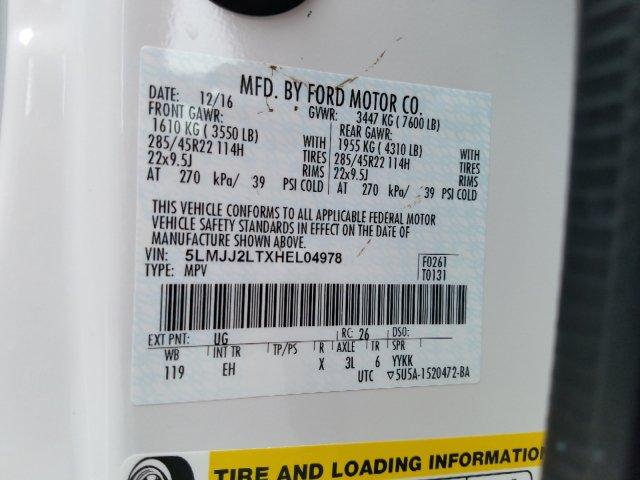 MFD. BY FORD MOTOR CO.
DATE: 12/16 GVWR: 3447 KG ( 7600 LB)
FRONT GAWR: REAR GAWR:
1610 KG ( 3550 LB) WITH 1955 KG ( 4310 LB) WITH
285/45R22 114H TIRES 285/45R22 114H TIRES
22x9.5J RIMS 22x9.5J RIMS
AT 270 kPa/ 39 PSI COLD AT 270 kPa/ 39 PSI COLD
THIS VEHICLE CONFORMS TO ALL APPLICABLE FEDERAL MOTOR
VEHICLE SAFETY STANDARDS IN EFFECT ON THE DATE OF
MANUFACTURE SHOWN ABOVE.
VIN: 5LMJJ2LTXHEL04978 F0261
TYPE: MPV T0131
EXT PNT: UG RC: 26 DSO:
WB INT TR TP/PS R AXLE TR SPR
119 EH X 3L 6 YYKK
UTC ▽5U5A-1520472-BA
TIRE AND LOADING INFORMATION